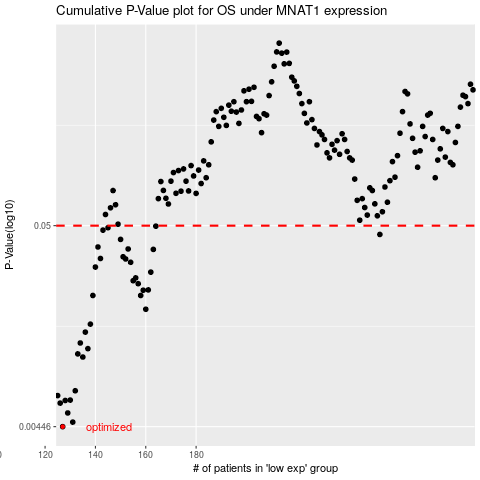 Cumulative P-Value plot for OS under MNAT1 expression
P-Value(log10)
0.05
0.00446
optimized
0 120 140 160 180
# of patients in 'low exp' group